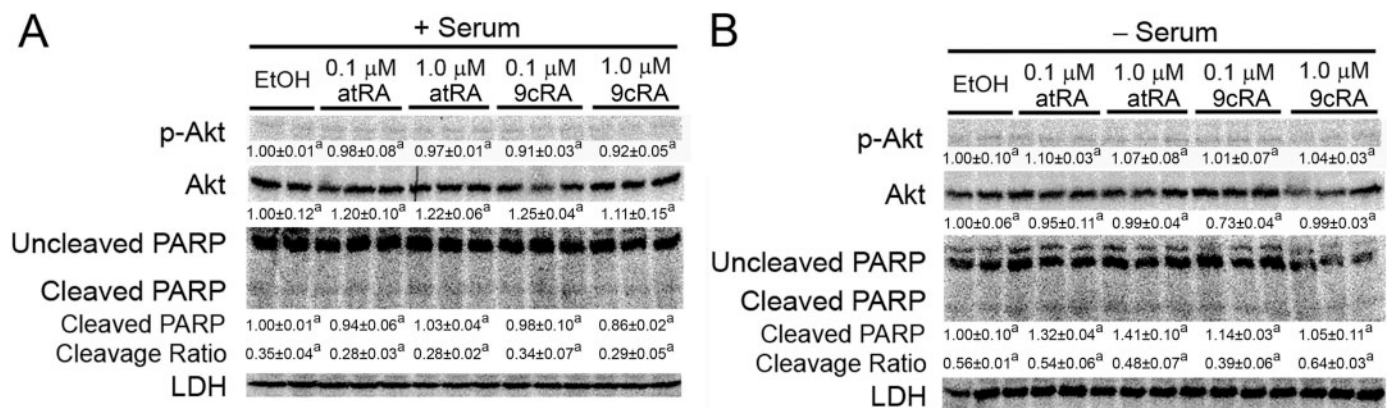 A
+ Serum
EtOH
0.1 μM atRA
1.0 μM atRA
0.1 μM 9cRA
1.0 μM 9cRA
p-Akt
1.00±0.01a 0.98±0.08a 0.97±0.01a 0.91±0.03a 0.92±0.05a
Akt
1.00±0.12a 1.20±0.10a 1.22±0.06a 1.25±0.04a 1.11±0.15a
Uncleaved PARP
Cleaved PARP
Cleaved PARP 1.00±0.01a 0.94±0.06a 1.03±0.04a 0.98±0.10a 0.86±0.02a
Cleavage Ratio 0.35±0.04a 0.28±0.03a 0.28±0.02a 0.34±0.07a 0.29±0.05a
LDH
B
– Serum
EtOH
0.1 μM atRA
1.0 μM atRA
0.1 μM 9cRA
1.0 μM 9cRA
p-Akt
1.00±0.10a 1.10±0.03a 1.07±0.08a 1.01±0.07a 1.04±0.03a
Akt
1.00±0.06a 0.95±0.11a 0.99±0.04a 0.73±0.04a 0.99±0.03a
Uncleaved PARP
Cleaved PARP
Cleaved PARP 1.00±0.10a 1.32±0.04a 1.41±0.10a 1.14±0.03a 1.05±0.11a
Cleavage Ratio 0.56±0.01a 0.54±0.06a 0.48±0.07a 0.39±0.06a 0.64±0.03a
LDH